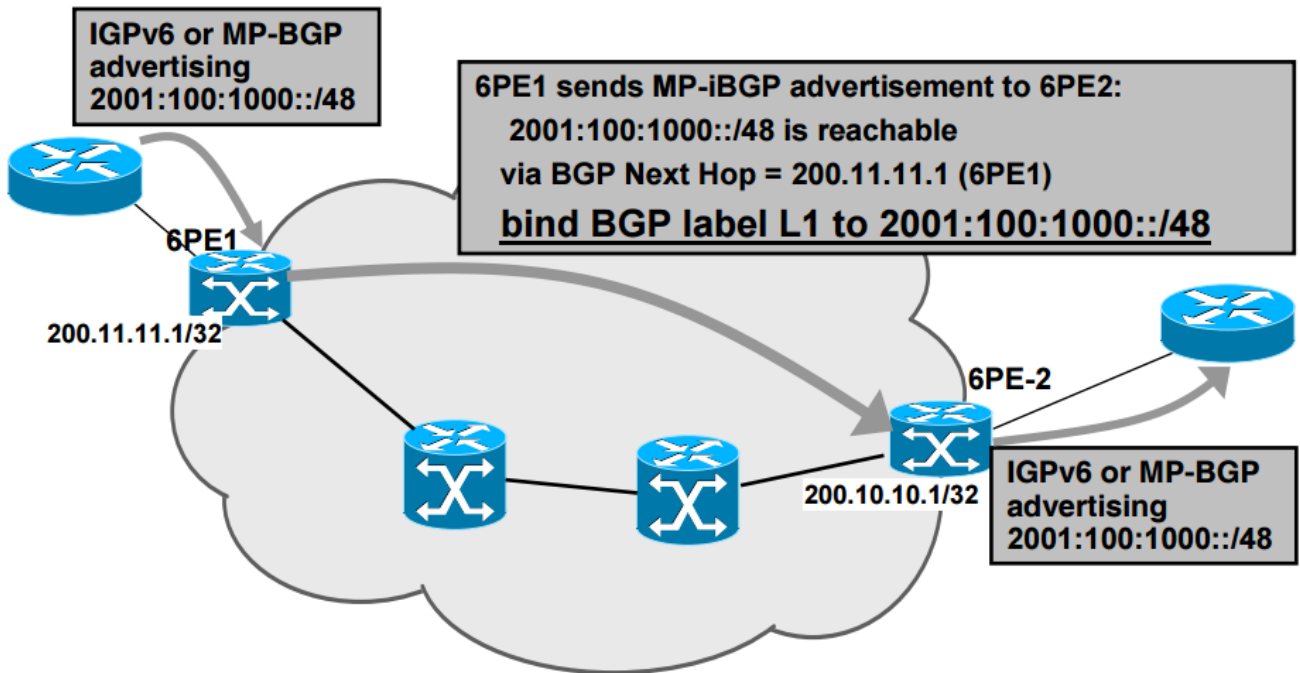 IGPv6 or MP-BGP
advertising
2001:100:1000::/48
6PE1 sends MP-iBGP advertisement to 6PE2:
2001:100:1000::/48 is reachable
via BGP Next Hop = 200.11.11.1 (6PE1)
bind BGP label L1 to 2001:100:1000::/48
6PE1
200.11.11.1/32
6PE-2
200.10.10.1/32
IGPv6 or MP-BGP
advertising
2001:100:1000::/48